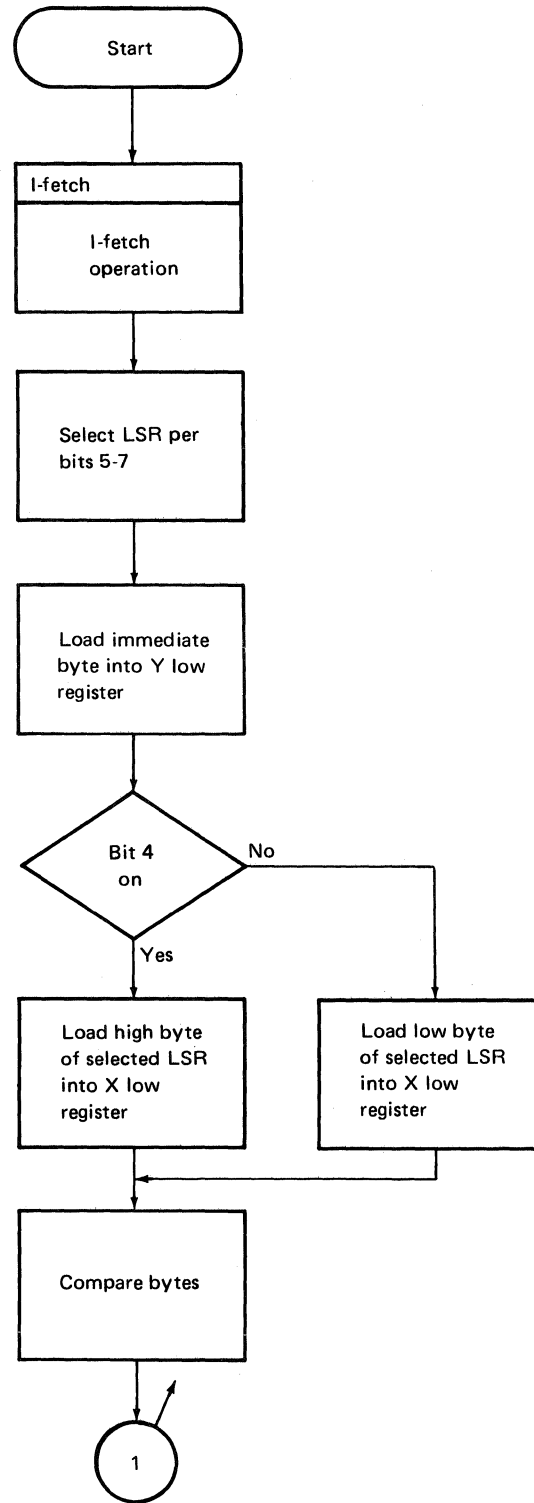 Start
I-fetch
I-fetch
operation
Select LSR per
bits 5-7
Load immediate
byte into Y low
register
Bit 4
on
No
Yes
Load high byte
of selected LSR
into X low
register
Load low byte
of selected LSR
into X low
register
Compare bytes
1